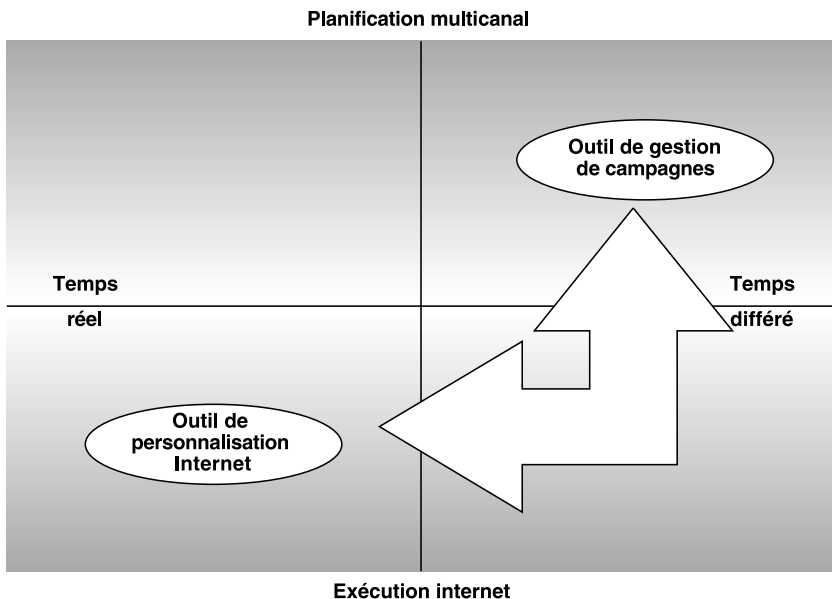 Planification multicanal
Outil de gestion
de campagnes
Temps
réel
Temps
différé
Outil de
personnalisation
Internet
Exécution internet